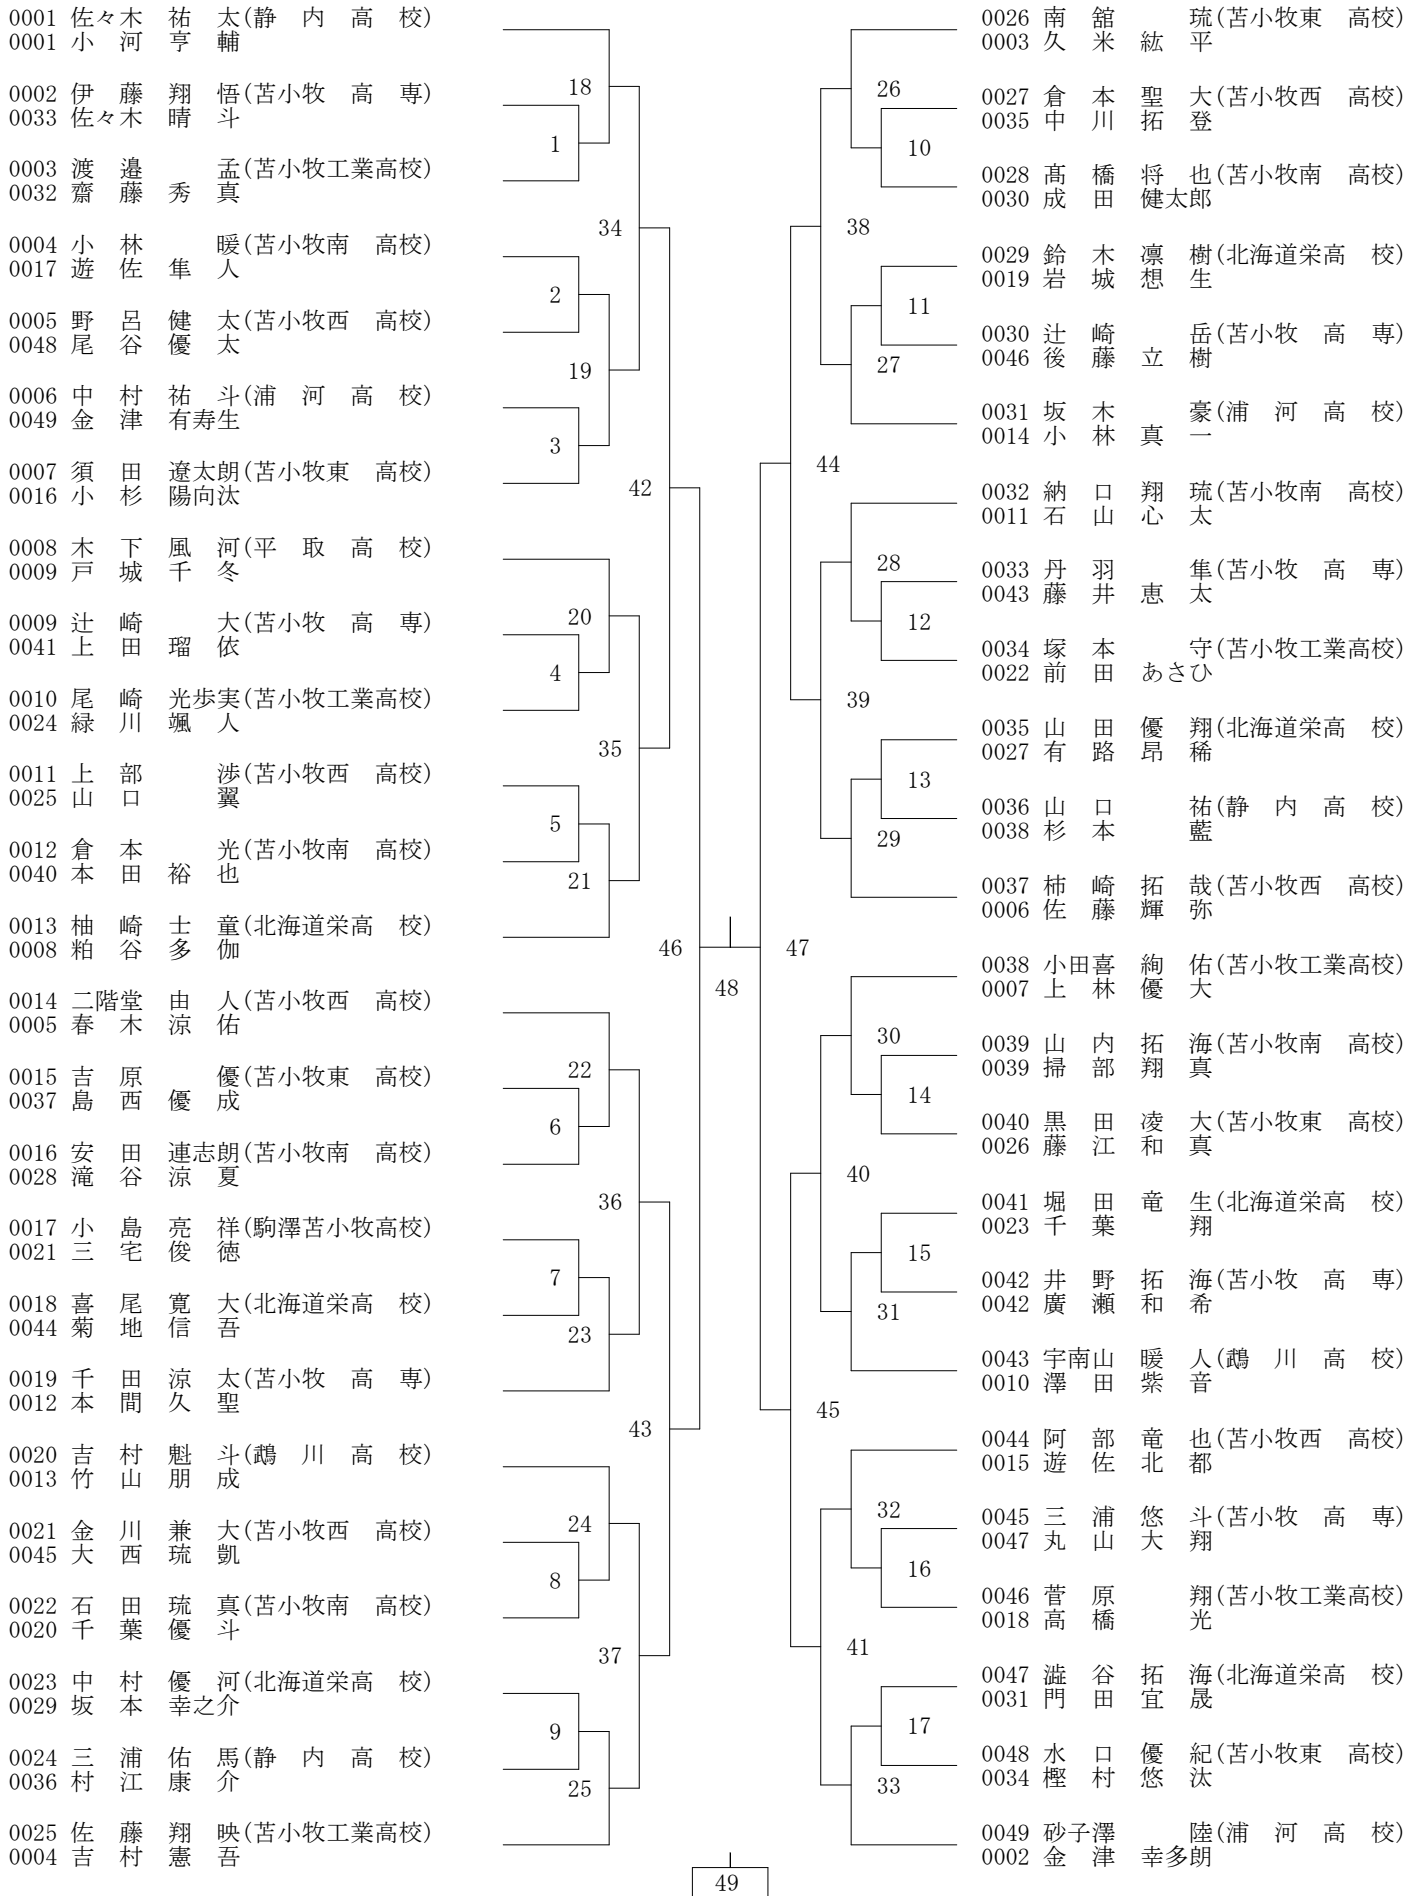 0001 佐々木　祐　太(静　内　高　校)
0001 小　河　亨　輔
18
0002 伊　藤　翔　悟(苫小牧　高　専)
0033 佐々木　晴　斗
1
0003 渡　邉　　　孟(苫小牧工業高校)
0032 齋　藤　秀　真
34
0004 小　林　　　暖(苫小牧南　高校)
0017 遊　佐　隼　人
2
0005 野　呂　健　太(苫小牧西　高校)
0048 尾　谷　優　太
19
0006 中　村　祐　斗(浦　河　高　校)
0049 金　津　有寿生
3
0007 須　田　遼太朗(苫小牧東　高校)
0016 小　杉　陽向汰
42
0008 木　下　風　河(平　取　高　校)
0009 戸　城　千　冬
20
0009 辻　崎　　　大(苫小牧　高　専)
0041 上　田　瑠　依
4
0010 尾　崎　光歩実(苫小牧工業高校)
0024 緑　川　颯　人
35
0011 上　部　　　渉(苫小牧西　高校)
0025 山　口　　　翼
5
0012 倉　本　　　光(苫小牧南　高校)
0040 本　田　裕　也
21
0013 柚　崎　士　童(北海道栄高　校)
0008 粕　谷　多　伽
46
0014 二階堂　由　人(苫小牧西　高校)
0005 春　木　涼　佑
22
0015 吉　原　　　優(苫小牧東　高校)
0037 島　西　優　成
6
0016 安　田　連志朗(苫小牧南　高校)
0028 滝　谷　涼　夏
36
0017 小　島　亮　祥(駒澤苫小牧高校)
0021 三　宅　俊　徳
7
0018 喜　尾　寛　大(北海道栄高　校)
0044 菊　地　信　吾
23
0019 千　田　涼　太(苫小牧　高　専)
0012 本　間　久　聖
43
0020 吉　村　魁　斗(鵡　川　高　校)
0013 竹　山　朋　成
24
0021 金　川　兼　大(苫小牧西　高校)
0045 大　西　琉　凱
8
0022 石　田　琉　真(苫小牧南　高校)
0020 千　葉　優　斗
37
0023 中　村　優　河(北海道栄高　校)
0029 坂　本　幸之介
9
0024 三　浦　佑　馬(静　内　高　校)
0036 村　江　康　介
25
0025 佐　藤　翔　映(苫小牧工業高校)
0004 吉　村　憲　吾
48
49
0026 南　舘　　　琉(苫小牧東　高校)
0003 久　米　紘　平
26
0027 倉　本　聖　大(苫小牧西　高校)
0035 中　川　拓　登
10
0028 髙　橋　将　也(苫小牧南　高校)
0030 成　田　健太郎
38
0029 鈴　木　凛　樹(北海道栄高　校)
0019 岩　城　想　生
11
0030 辻　崎　　　岳(苫小牧　高　専)
0046 後　藤　立　樹
27
0031 坂　木　　　豪(浦　河　高　校)
0014 小　林　真　一
44
0032 納　口　翔　琉(苫小牧南　高校)
0011 石　山　心　太
28
0033 丹　羽　　　隼(苫小牧　高　専)
0043 藤　井　恵　太
12
0034 塚　本　　　守(苫小牧工業高校)
0022 前　田　あさひ
39
0035 山　田　優　翔(北海道栄高　校)
0027 有　路　昂　稀
13
0036 山　口　　　祐(静　内　高　校)
0038 杉　本　　　藍
29
0037 柿　崎　拓　哉(苫小牧西　高校)
0006 佐　藤　輝　弥
47
0038 小田喜　絢　佑(苫小牧工業高校)
0007 上　林　優　大
30
0039 山　内　拓　海(苫小牧南　高校)
0039 掃　部　翔　真
14
0040 黒　田　凌　大(苫小牧東　高校)
0026 藤　江　和　真
40
0041 堀　田　竜　生(北海道栄高　校)
0023 千　葉　　　翔
15
0042 井　野　拓　海(苫小牧　高　専)
0042 廣　瀬　和　希
31
0043 宇南山　暖　人(鵡　川　高　校)
0010 澤　田　紫　音
45
0044 阿　部　竜　也(苫小牧西　高校)
0015 遊　佐　北　都
32
0045 三　浦　悠　斗(苫小牧　高　専)
0047 丸　山　大　翔
16
0046 菅　原　　　翔(苫小牧工業高校)
0018 高　橋　　　光
41
0047 澁　谷　拓　海(北海道栄高　校)
0031 門　田　宜　晟
17
0048 水　口　優　紀(苫小牧東　高校)
0034 樫　村　悠　汰
33
0049 砂子澤　　　陸(浦　河　高　校)
0002 金　津　幸多朗